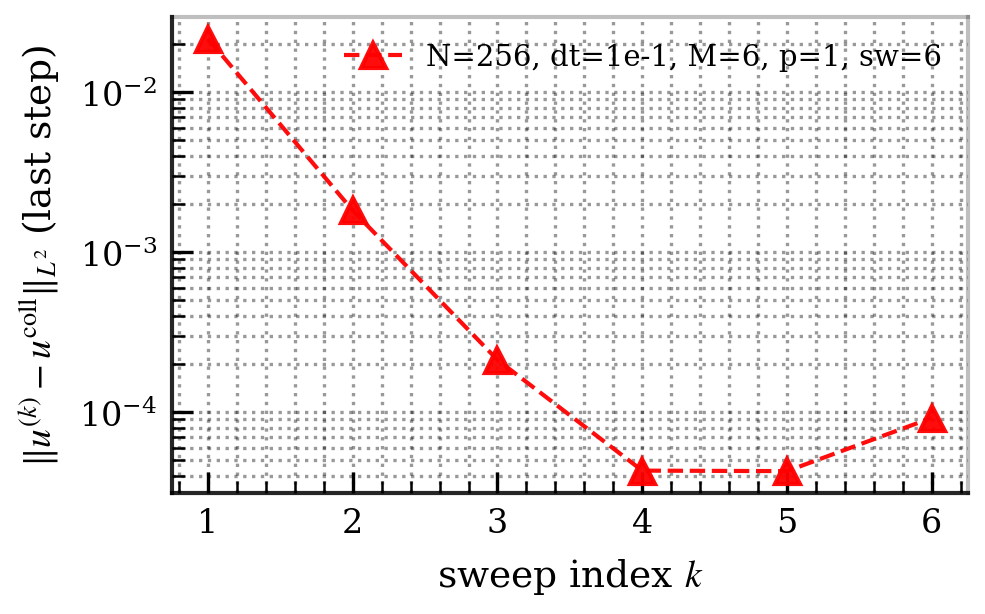 N=256, dt=1e-1, M=6, p=1, sw=6
10⁻²
10⁻³
10⁻⁴
||u⁽ᵏ⁾ − uᶜᵒˡˡ||_L² (last step)
1 2 3 4 5 6
sweep index k